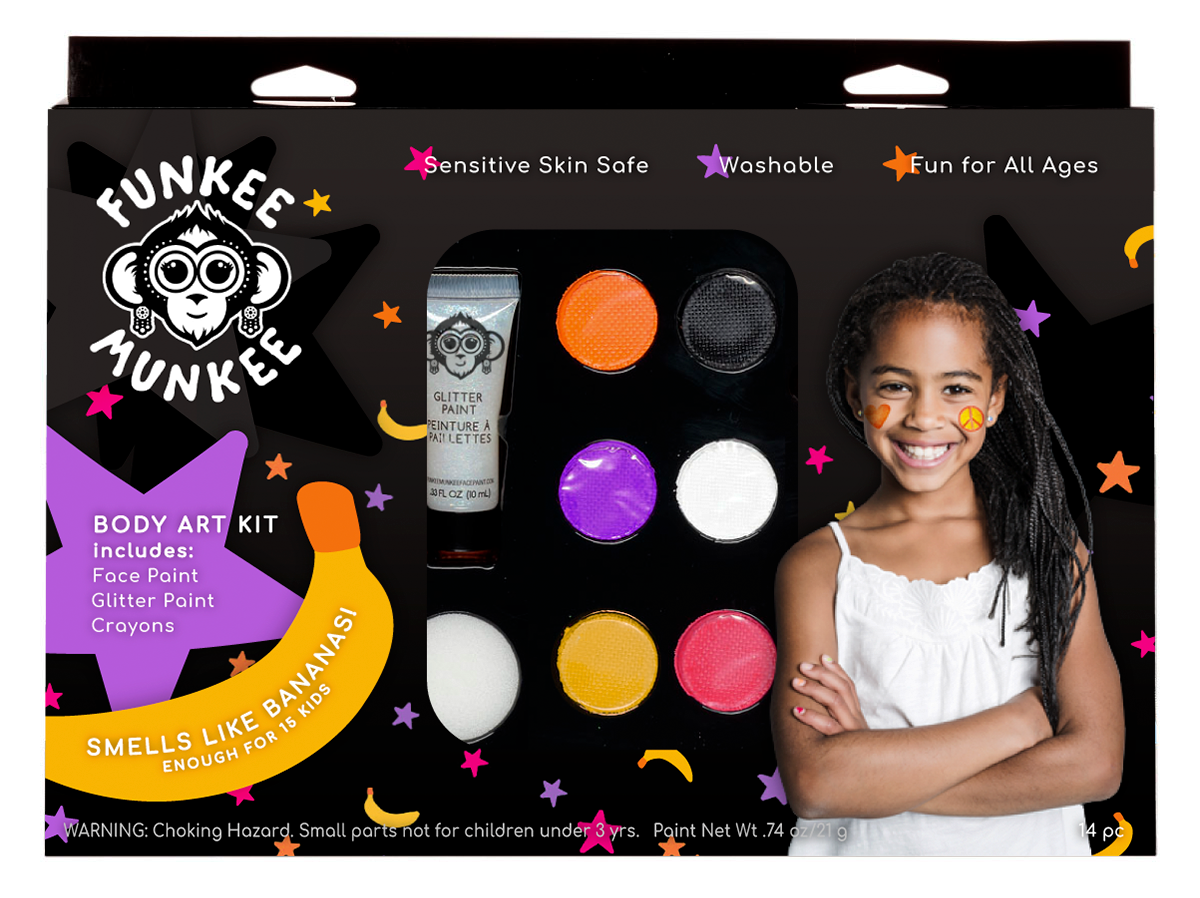 FUNKEE
MUNKEE
Sensitive Skin Safe
Washable
Fun for All Ages
GLITTER
PAINT
PEINTURE À
PAILLETTES
.33 FL OZ (10 mL)
BODY ART KIT
includes:
Face Paint
Glitter Paint
Crayons
SMELLS LIKE BANANAS!
ENOUGH FOR 15 KIDS
WARNING: Choking Hazard. Small parts not for children under 3 yrs. Paint Net Wt .74 oz/21 g
14 pc